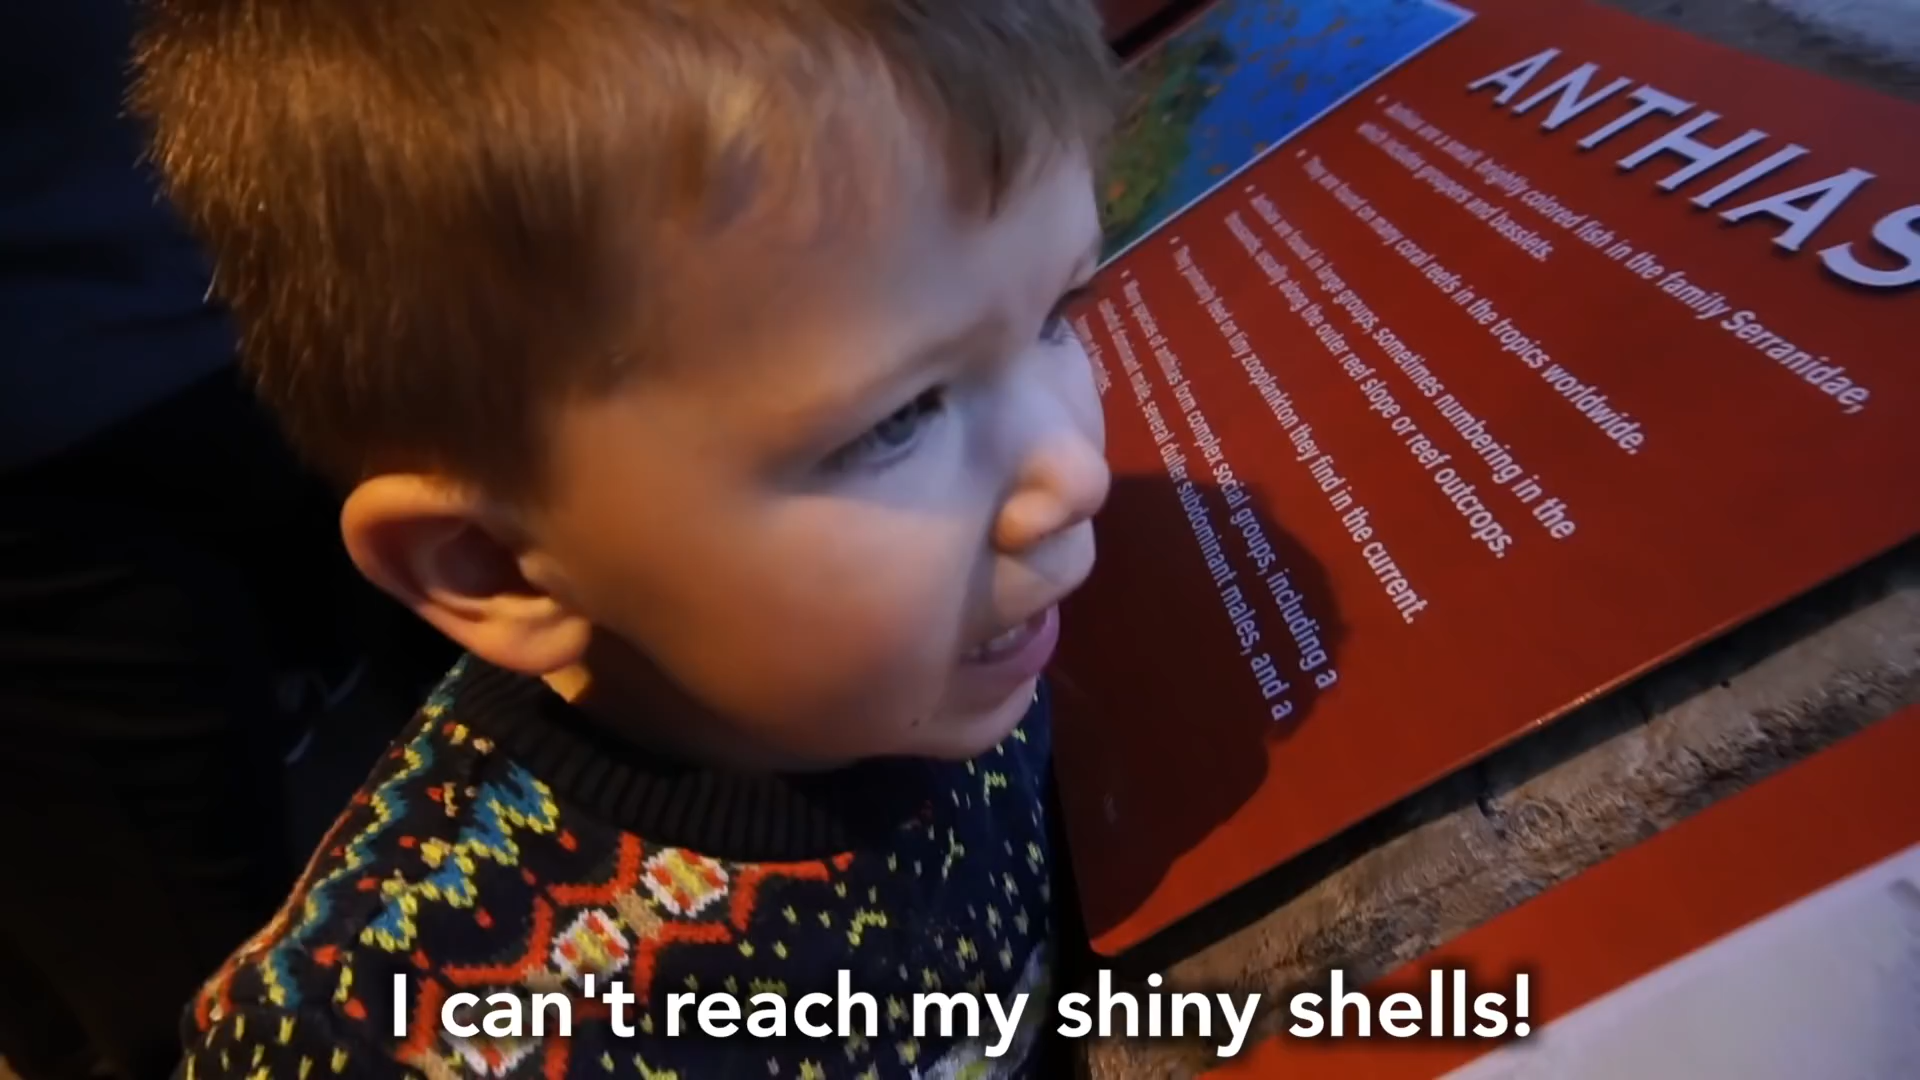 ANTHIAS
• Anthias are a small, brightly colored fish in the family Serranidae,
which includes groupers and basslets.
• They are found on many coral reefs in the tropics worldwide.
• Anthias are found in large groups, sometimes numbering in the
thousands, usually along the outer reef slope or reef outcrops.
• They primarily feed on tiny zooplankton they find in the current.
• Many species of anthias form complex social groups, including a
colorful dominant male, several duller subdominant males, and a
I can't reach my shiny shells!